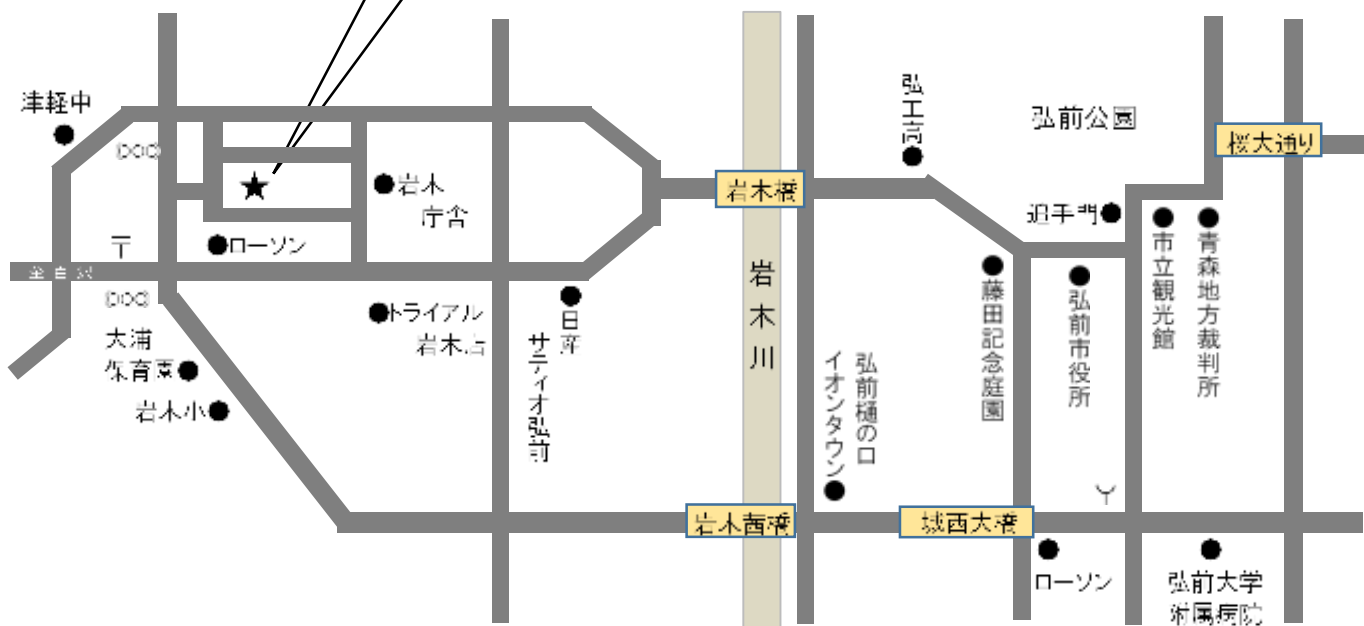 津経中
岩木
庁舎
ローソン
〒
至 百 沢
大浦
保育園
岩木小
トライアル
岩木店
日産
サティオ弘前
岩木橋
岩木川
岩木茜橋
弘前樋の口
イオンタウン
弘工高
弘前公園
桜大通り
追手門
市立観光館
青森地方裁判所
藤田記念庭園
弘前市役所
城西大橋
ローソン
弘前大学
附属病院